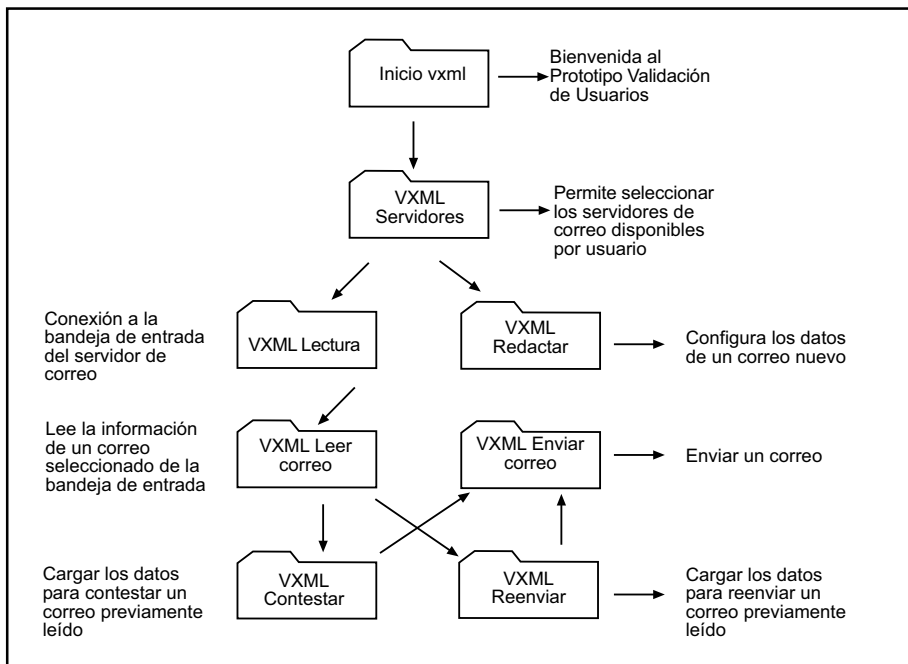 Inicio vxml
Bienvenida al
Prototipo Validación
de Usuarios
VXML
Servidores
Permite seleccionar
los servidores de
correo disponibles
por usuario
Conexión a la
bandeja de entrada
del servidor de
correo
VXML Lectura
VXML
Redactar
Configura los datos
de un correo nuevo
Lee la información
de un correo
seleccionado de la
bandeja de entrada
VXML Leer
correo
VXML Enviar
correo
Enviar un correo
Cargar los datos
para contestar un
correo previamente
leído
VXML
Contestar
VXML
Reenviar
Cargar los datos
para reenviar un
correo previamente
leído